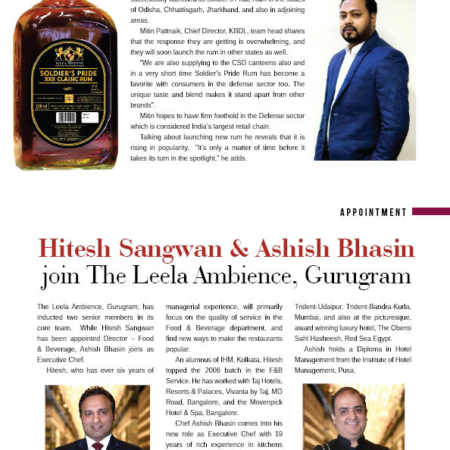 successfully launched its Soldier's Pride Rum in the states
of Odisha, Chhattisgarh, Jharkhand, and also in adjoining
areas.
Mitin Patnaik, Chief Director, KBDL, team head shares
that the response they are getting is overwhelming, and
they will soon launch the rum in other states as well.
"We are also supplying to the CSD canteens also and
in a very short time Soldier's Pride Rum has become a
favorite with consumers in the defense sector too. The
unique taste and blend makes it stand apart from other
brands".
Mitin hopes to have firm foothold in the Defense sector
which is considered India's largest retail chain.
Talking about launching new rum he reveals that it is
rising in popularity. "It's only a matter of time before it
takes its turn in the spotlight," he adds.
SOLDIER'S PRIDE
XXX CLASSIC RUM
APPOINTMENT
Hitesh Sangwan & Ashish Bhasin
join The Leela Ambience, Gurugram
The Leela Ambience, Gurugram, has
inducted two senior members in its
core team. While Hitesh Sangwan
has been appointed Director – Food
& Beverage, Ashish Bhasin joins as
Executive Chef.
Hitesh, who has over six years of
managerial experience, will primarily
focus on the quality of service in the
Food & Beverage department, and
find new ways to make the restaurants
popular.
An alumnus of IHM, Kolkata, Hitesh
topped the 2006 batch in the F&B
Service. He has worked with Taj Hotels,
Resorts & Palaces, Vivanta by Taj, MG
Road, Bangalore, and the Movenpick
Hotel & Spa, Bangalore.
Chef Ashish Bhasin comes into his
new role as Executive Chef with 19
years of rich experience in kitchens
Trident-Udaipur, Trident-Bandra-Kurla,
Mumbai, and also at the picturesque,
award winning luxury hotel, The Oberoi
Sahl Hasheesh, Red Sea Egypt.
Ashish holds a Diploma in Hotel
Management from the Institute of Hotel
Management, Pusa.